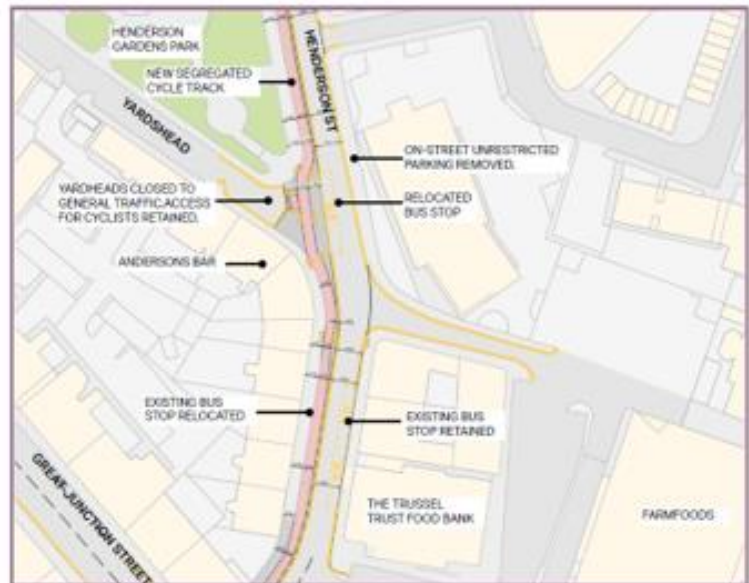 HENDERSON
GARDENS PARK
HENDERSON ST
NEW SEGREGATED
CYCLE TRACK
YARDSHEAD
ON-STREET UNRESTRICTED
PARKING REMOVED.
YARDHEADS CLOSED TO
GENERAL TRAFFIC.ACCESS
FOR CYCLISTS RETAINED.
RELOCATED
BUS STOP
ANDERSONS BAR
EXISTING BUS
STOP RELOCATED
EXISTING BUS
STOP RETAINED
GREAT-JUNCTION STREET
THE TRUSSEL
TRUST FOOD BANK
FARMFOODS